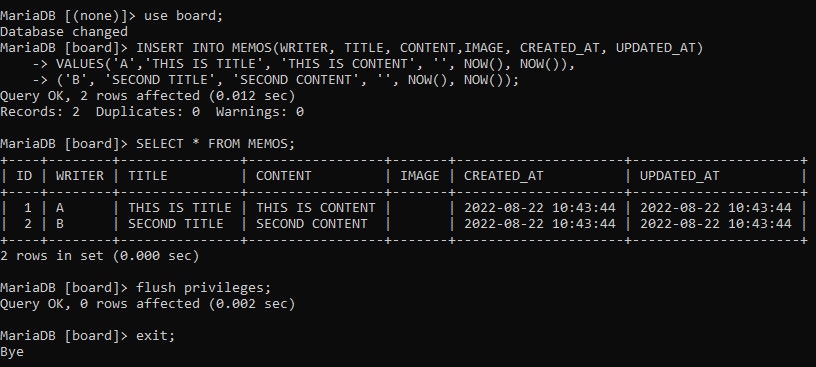 MariaDB [(none)]> use board;
Database changed
MariaDB [board]> INSERT INTO MEMOS(WRITER, TITLE, CONTENT,IMAGE, CREATED_AT, UPDATED_AT)
    -> VALUES('A','THIS IS TITLE', 'THIS IS CONTENT', '', NOW(), NOW()),
    -> ('B', 'SECOND TITLE', 'SECOND CONTENT', '', NOW(), NOW());
Query OK, 2 rows affected (0.012 sec)
Records: 2  Duplicates: 0  Warnings: 0

MariaDB [board]> SELECT * FROM MEMOS;
+----+--------+---------------+-----------------+-------+---------------------+---------------------+
| ID | WRITER | TITLE         | CONTENT         | IMAGE | CREATED_AT          | UPDATED_AT          |
+----+--------+---------------+-----------------+-------+---------------------+---------------------+
|  1 | A      | THIS IS TITLE | THIS IS CONTENT |       | 2022-08-22 10:43:44 | 2022-08-22 10:43:44 |
|  2 | B      | SECOND TITLE  | SECOND CONTENT  |       | 2022-08-22 10:43:44 | 2022-08-22 10:43:44 |
+----+--------+---------------+-----------------+-------+---------------------+---------------------+
2 rows in set (0.000 sec)

MariaDB [board]> flush privileges;
Query OK, 0 rows affected (0.002 sec)

MariaDB [board]> exit;
Bye